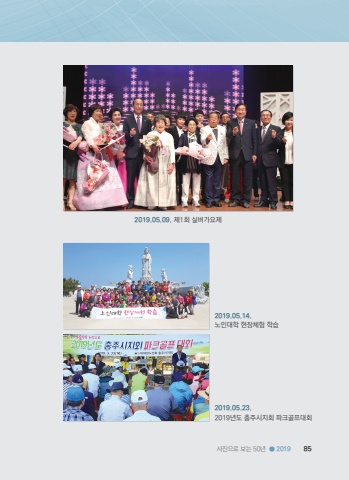 2019.05.09. 제1회 실버가요제
노인대학 현장체험 학습
2019.05.14.
노인대학 현장체험 학습
2019년도 충주시지회 파크골프 대회
2019.05.23.
2019년도 충주시지회 파크골프대회
사진으로 보는 50년 ● 2019 85